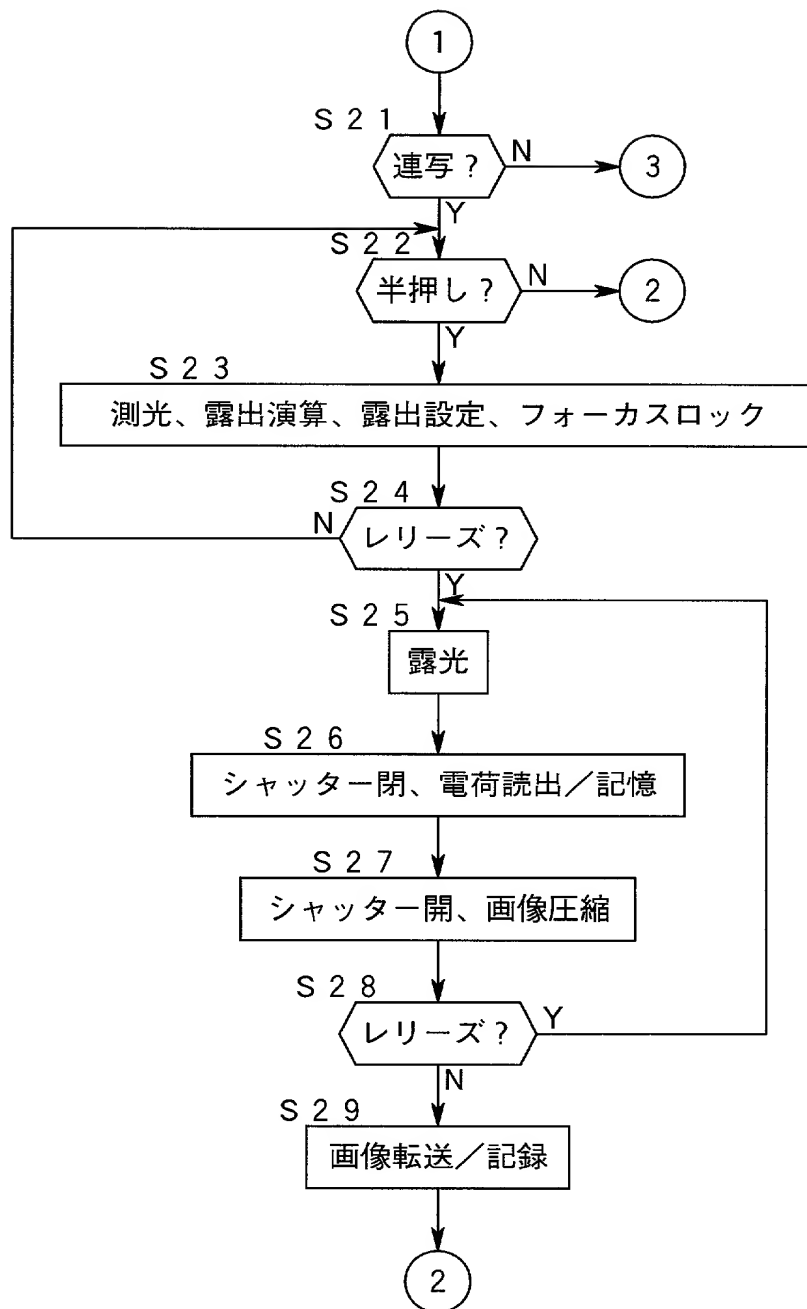 1
S21
連写?
N
3
Y
S22
半押し?
N
2
Y
S23
測光、露出演算、露出設定、フォーカスロック
S24
N
レリーズ?
Y
S25
露光
S26
シャッター閉、電荷読出/記憶
S27
シャッター開、画像圧縮
S28
レリーズ?
Y
N
S29
画像転送/記録
2